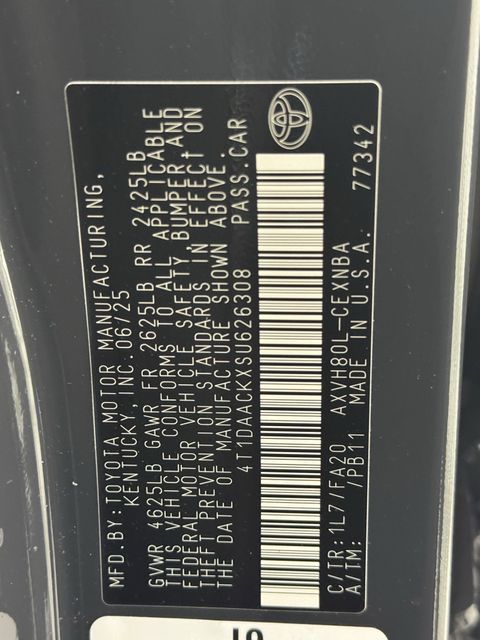 MFD.BY: TOYOTA MOTOR MANUFACTURING,
KENTUCKY, INC. 06/25
GVWR 4625LB GAWR FR 2625LB RR 2425LB
THIS VEHICLE CONFORMS TO ALL APPLICABLE
FEDERAL MOTOR VEHICLE SAFETY, BUMPER AND
THEFT PREVENTION STANDARDS IN EFFECT ON
THE DATE OF MANUFACTURE SHOWN ABOVE.
4T1DAACKXSU626308 PASS. CAR
C/TR: 1L7/FA20 AXVH80L-CEXNBA
A/TM: /PB11 MADE IN U.S.A. 77342